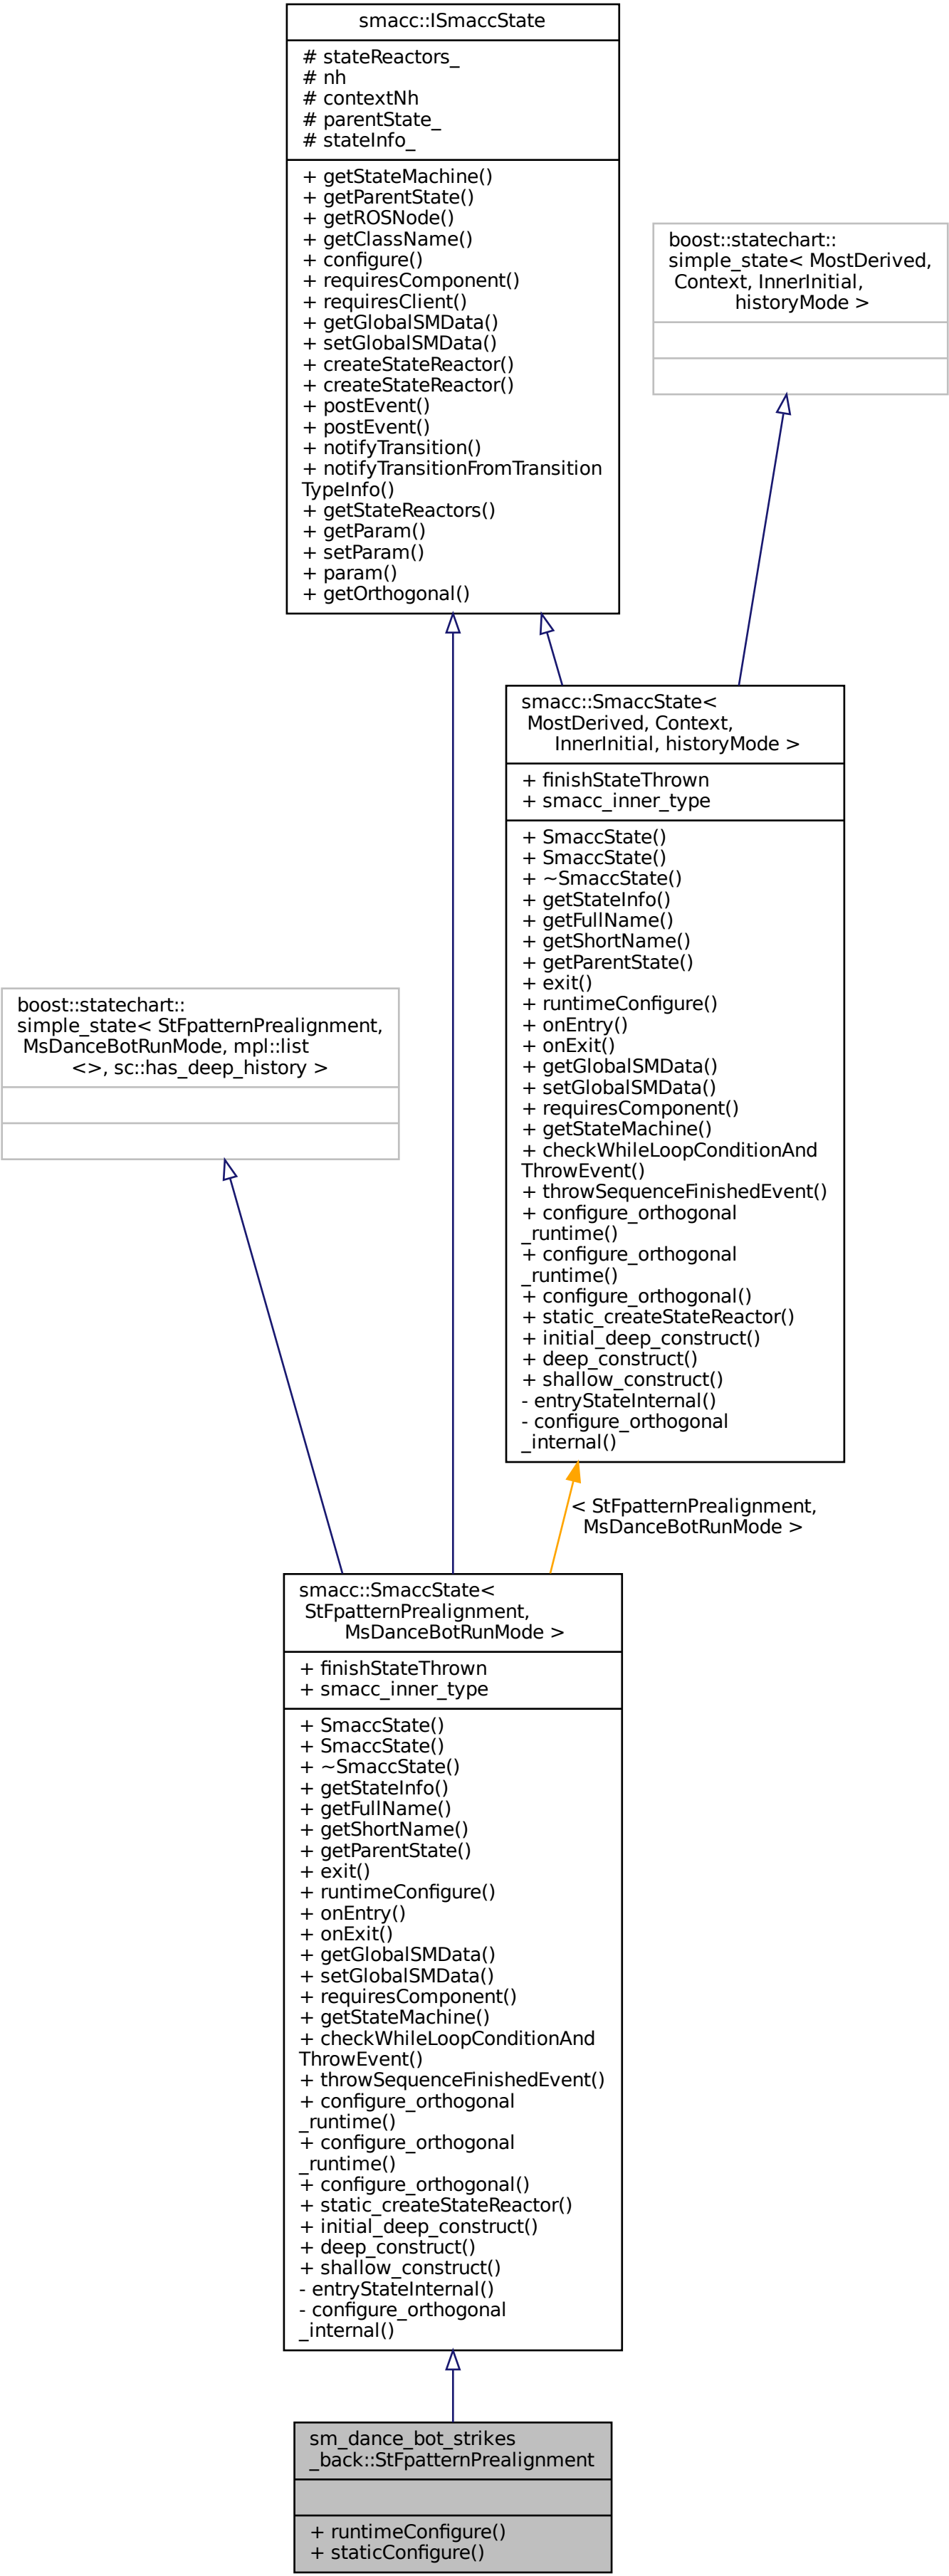 smacc::ISmaccState
# stateReactors_
# nh
# contextNh
# parentState_
# stateInfo_
+ getStateMachine()
+ getParentState()
+ getROSNode()
+ getClassName()
+ configure()
+ requiresComponent()
+ requiresClient()
+ getGlobalSMData()
+ setGlobalSMData()
+ createStateReactor()
+ createStateReactor()
+ postEvent()
+ postEvent()
+ notifyTransition()
+ notifyTransitionFromTransition
TypeInfo()
+ getStateReactors()
+ getParam()
+ setParam()
+ param()
+ getOrthogonal()
boost::statechart::
simple_state< MostDerived,
Context, InnerInitial,
historyMode >
smacc::SmaccState<
MostDerived, Context,
InnerInitial, historyMode >
+ finishStateThrown
+ smacc_inner_type
+ SmaccState()
+ SmaccState()
+ ~SmaccState()
+ getStateInfo()
+ getFullName()
+ getShortName()
+ getParentState()
+ exit()
+ runtimeConfigure()
+ onEntry()
+ onExit()
+ getGlobalSMData()
+ setGlobalSMData()
+ requiresComponent()
+ getStateMachine()
+ checkWhileLoopConditionAnd
ThrowEvent()
+ throwSequenceFinishedEvent()
+ configure_orthogonal
_runtime()
+ configure_orthogonal
_runtime()
+ configure_orthogonal()
+ static_createStateReactor()
+ initial_deep_construct()
+ deep_construct()
+ shallow_construct()
- entryStateInternal()
- configure_orthogonal
_internal()
boost::statechart::
simple_state< StFpatternPrealignment,
MsDanceBotRunMode, mpl::list
<>, sc::has_deep_history >
< StFpatternPrealignment,
MsDanceBotRunMode >
smacc::SmaccState<
StFpatternPrealignment,
MsDanceBotRunMode >
+ finishStateThrown
+ smacc_inner_type
+ SmaccState()
+ SmaccState()
+ ~SmaccState()
+ getStateInfo()
+ getFullName()
+ getShortName()
+ getParentState()
+ exit()
+ runtimeConfigure()
+ onEntry()
+ onExit()
+ getGlobalSMData()
+ setGlobalSMData()
+ requiresComponent()
+ getStateMachine()
+ checkWhileLoopConditionAnd
ThrowEvent()
+ throwSequenceFinishedEvent()
+ configure_orthogonal
_runtime()
+ configure_orthogonal
_runtime()
+ configure_orthogonal()
+ static_createStateReactor()
+ initial_deep_construct()
+ deep_construct()
+ shallow_construct()
- entryStateInternal()
- configure_orthogonal
_internal()
sm_dance_bot_strikes
_back::StFpatternPrealignment
+ runtimeConfigure()
+ staticConfigure()